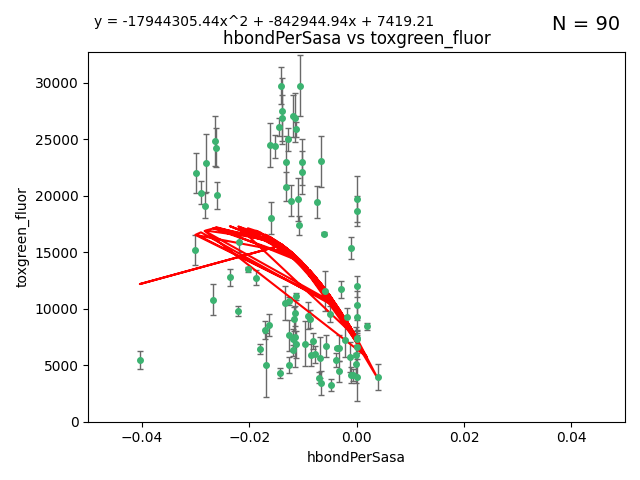 y = -17944305.44x^2 + -842944.94x + 7419.21
N = 90
hbondPerSasa vs toxgreen_fluor
30000
25000
20000
15000
10000
5000
0
toxgreen_fluor
−0.04
−0.02
0.00
0.02
0.04
hbondPerSasa